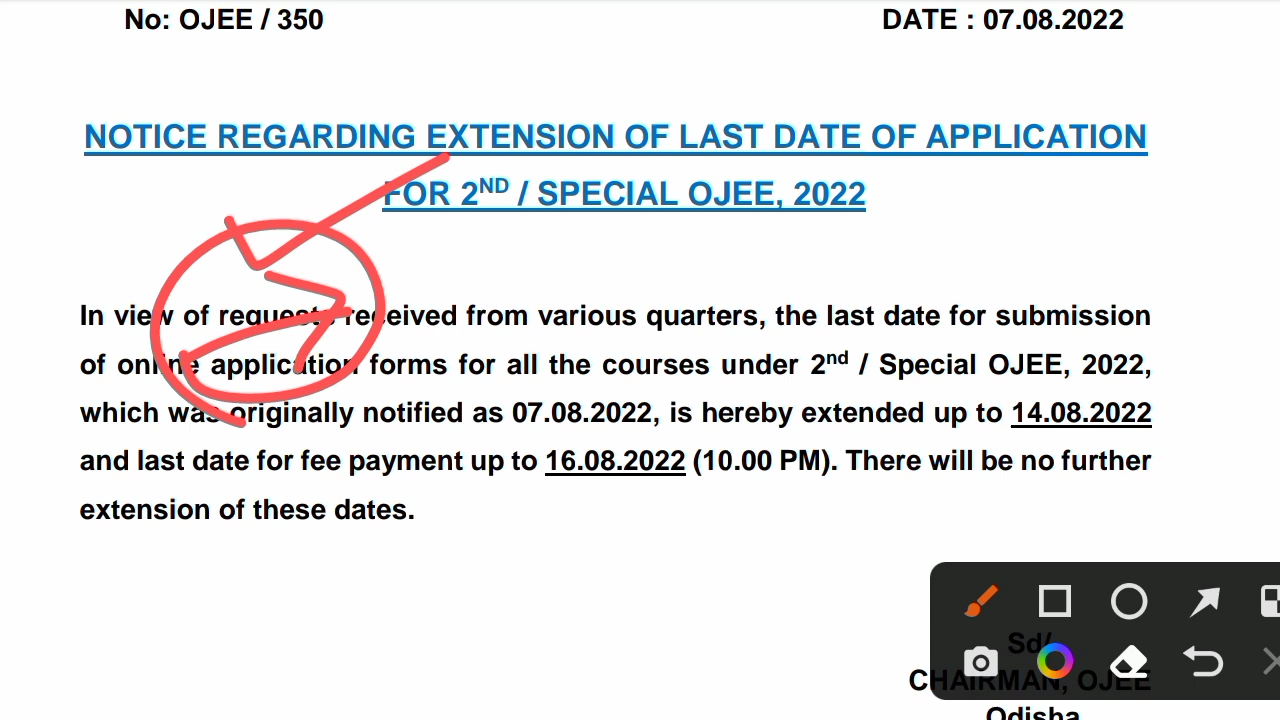 No: OJEE / 350 DATE : 07.08.2022
NOTICE REGARDING EXTENSION OF LAST DATE OF APPLICATION
FOR 2ND / SPECIAL OJEE, 2022
In view of requests received from various quarters, the last date for submission
of online application forms for all the courses under 2nd / Special OJEE, 2022,
which was originally notified as 07.08.2022, is hereby extended up to 14.08.2022
and last date for fee payment up to 16.08.2022 (10.00 PM). There will be no further
extension of these dates.
Sd/
CHAIRMAN, OJEE
Odisha